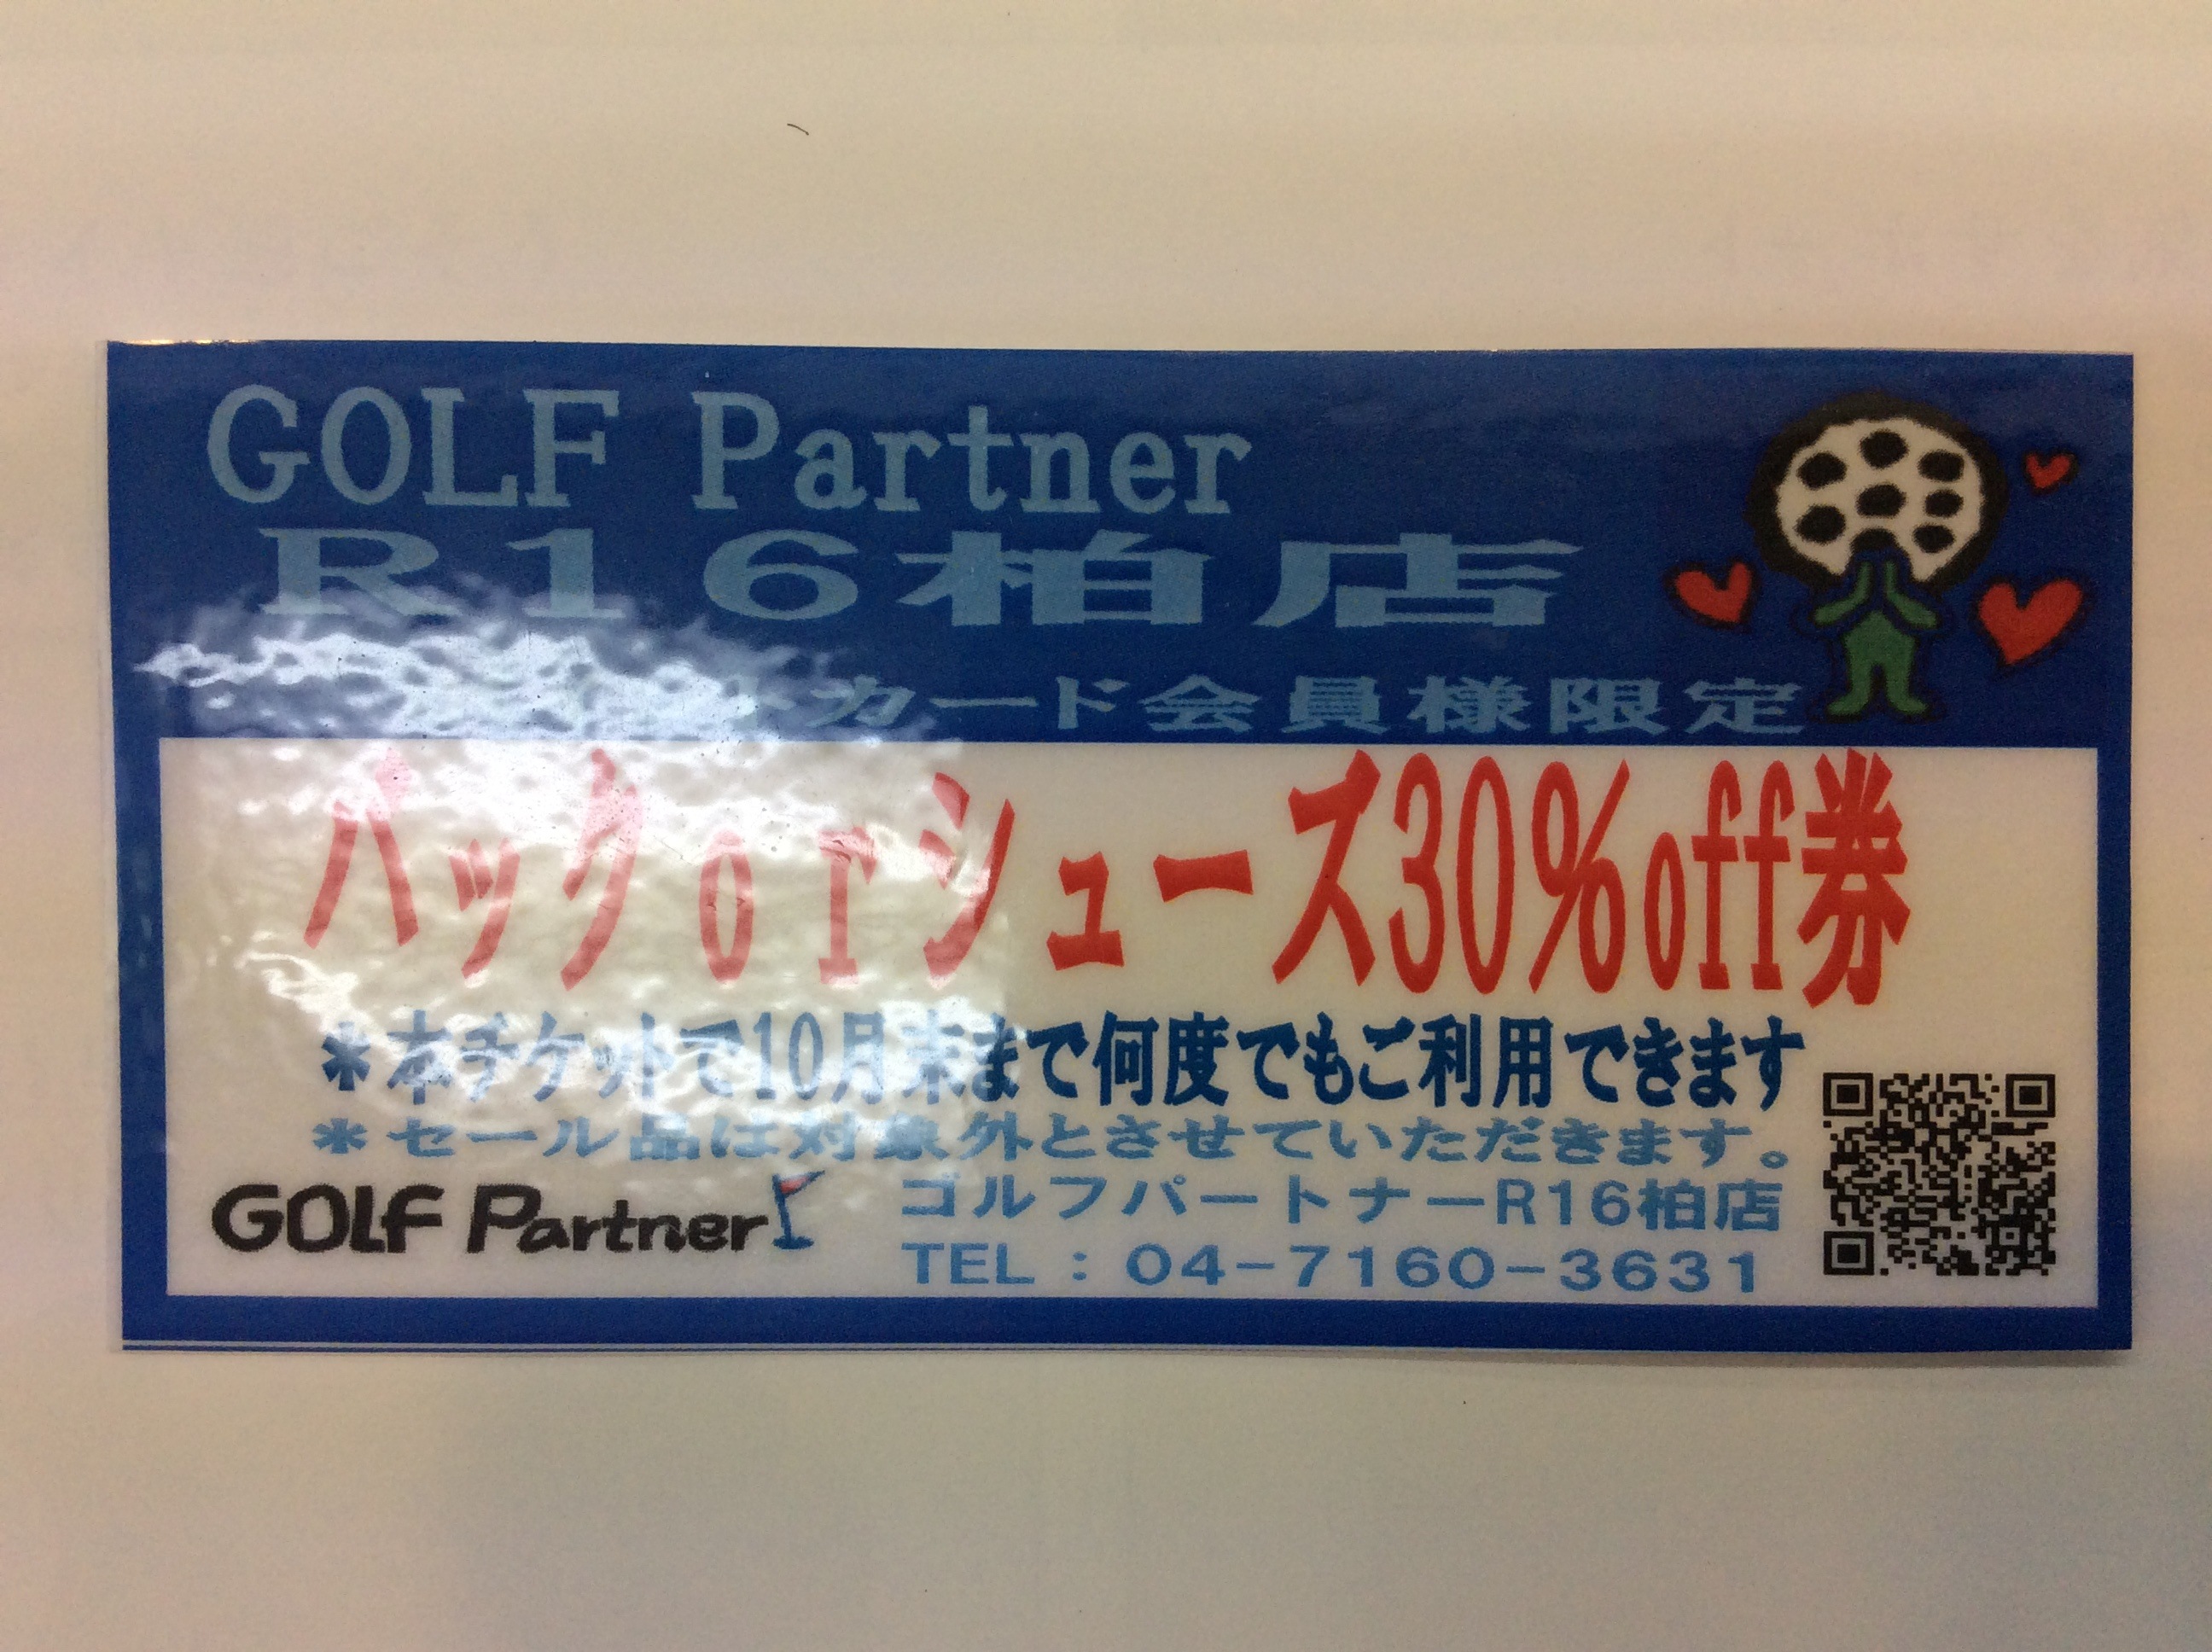 GOLF Partner
R16柏店
トカード会員様限定
バックorシューズ30%off券
*本チケットで10月末まで何度でもご利用できます
*セール品は対象外とさせていただきます。
GOLF Partner
ゴルフパートナーR16柏店
TEL:04-7160-3631